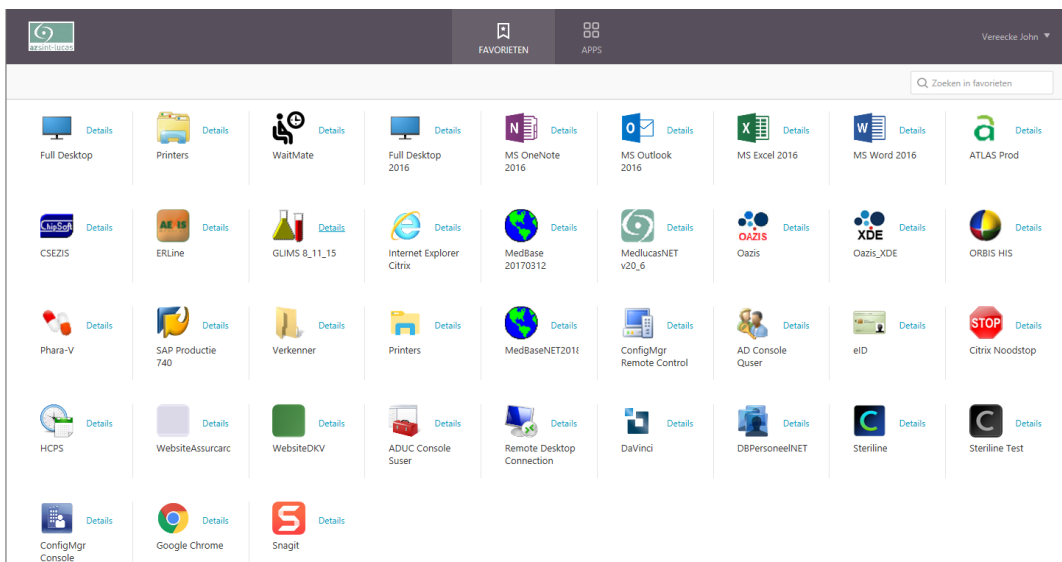 azsint-lucas
FAVORIETEN
APPS
Vereecke John
Zoeken in favorieten
Details
Full Desktop
Details
Printers
Details
WaitMate
Details
Full Desktop
2016
Details
MS OneNote
2016
Details
MS Outlook
2016
Details
MS Excel 2016
Details
MS Word 2016
Details
ATLAS Prod
ChipSoft
Details
CSEZIS
Details
ERLine
Details
GLIMS 8_11_15
Details
Internet Explorer
Citrix
Details
MedBase
20170312
Details
MedlucasNET
v20_6
OAZIS
Details
Oazis
XDE
Details
Oazis_XDE
Details
ORBIS HIS
Details
Phara-V
Details
SAP Productie
740
Details
Verkenner
Details
Printers
Details
MedBaseNET2018
Details
ConfigMgr
Remote Control
Details
AD Console
Quser
Details
eID
STOP
Details
Citrix Noodstop
Details
HCPS
Details
WebsiteAssurcarc
Details
WebsiteDKV
Details
ADUC Console
Suser
Details
Remote Desktop
Connection
Details
DaVinci
Details
DBPersoneelNET
Details
Steriline
Details
Steriline Test
Details
ConfigMgr
Console
Details
Google Chrome
Details
Snagit